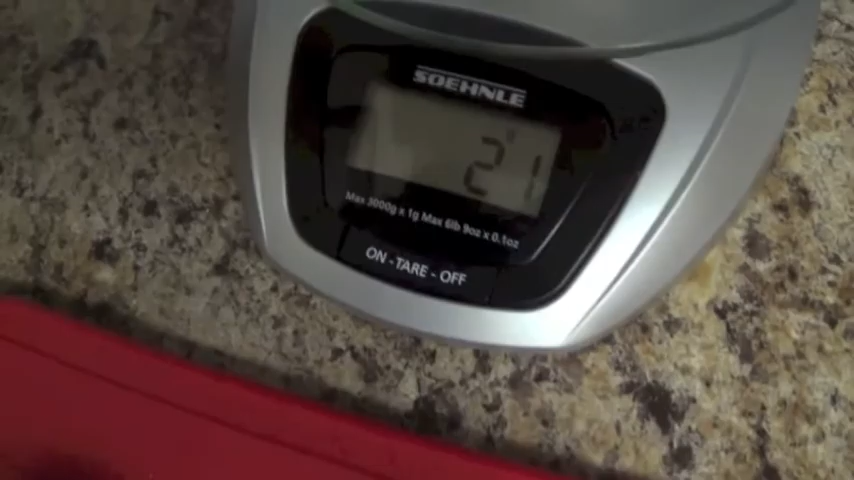 SOEHNLE
21
Max 3000g x 1g Max 6lb 9oz x 0.1oz
ON - TARE - OFF